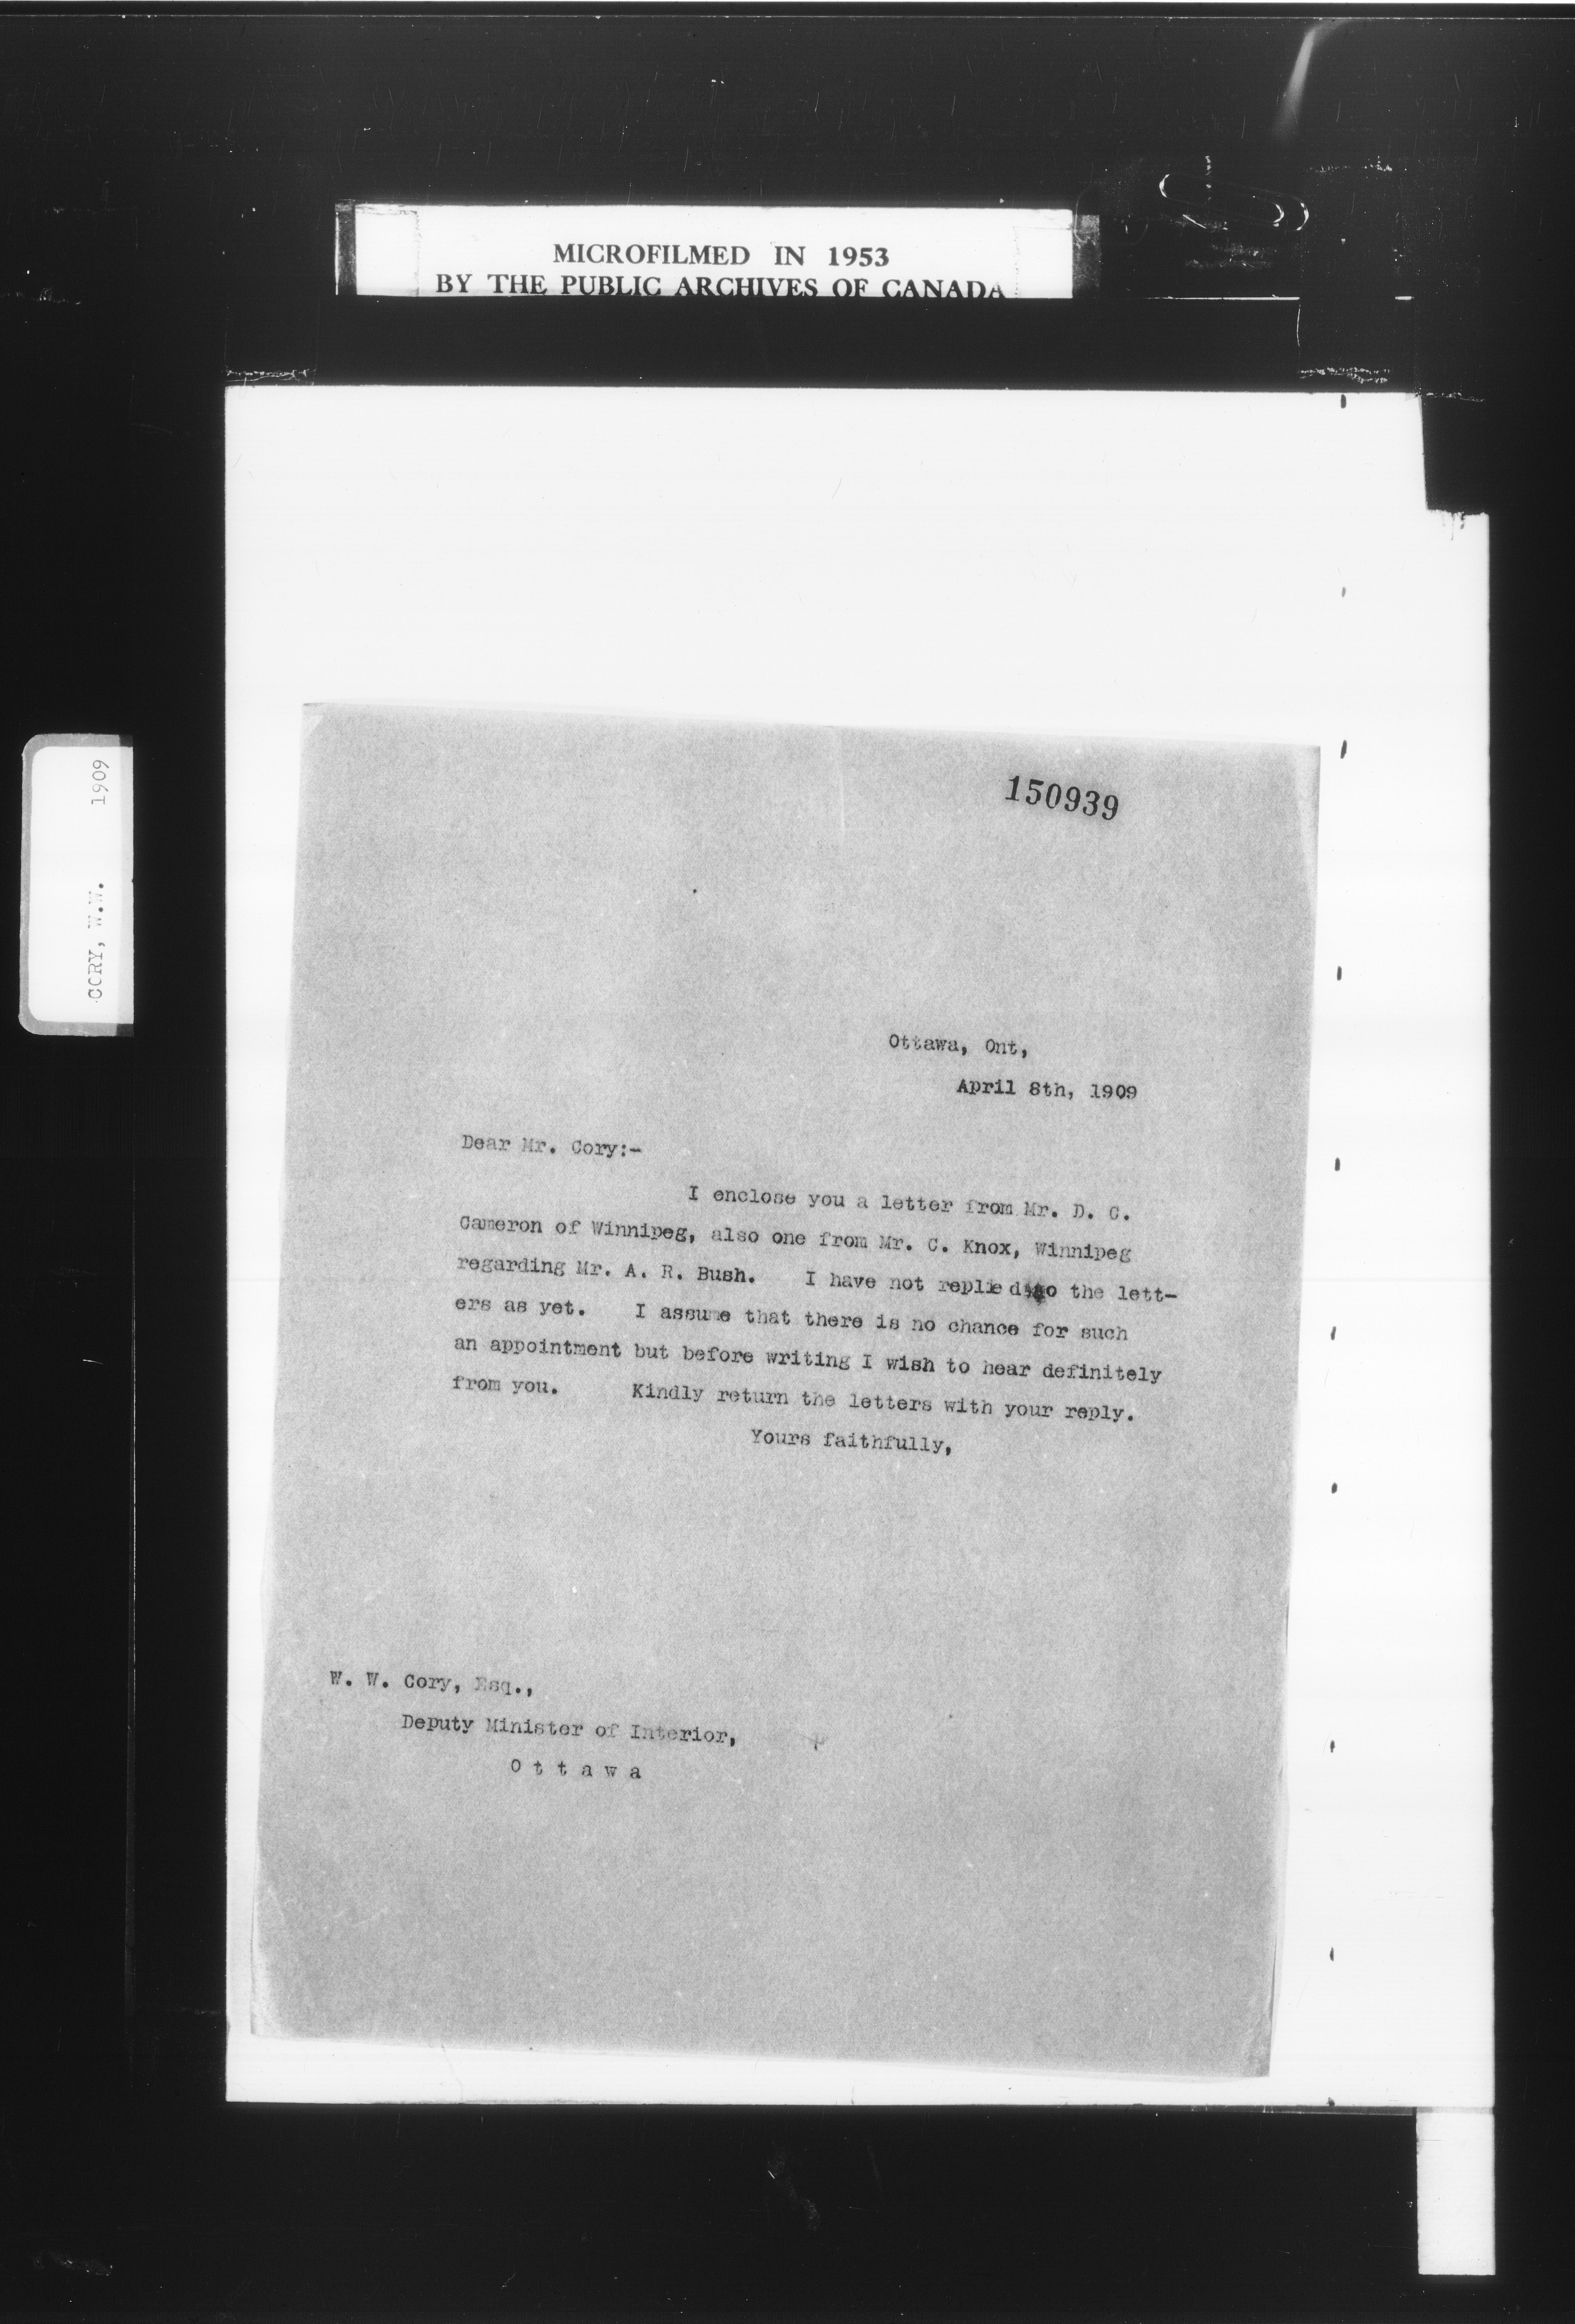 MICROFILMED IN 1953
BY THE PUBLIC ARCHIVES OF CANADA
CORY, W.W. 1909
150939
Ottawa, Ont,
April 8th, 1909
Dear Mr. Cory:-
I enclose you a letter from Mr. D. C.
Cameron of Winnipeg, also one from Mr. C. Knox, Winnipeg
regarding Mr. A. R. Bush. I have not replied to the lett-
ers as yet. I assume that there is no chance for such
an appointment but before writing I wish to hear definitely
from you. Kindly return the letters with your reply.
Yours faithfully,
W. W. Cory, Esq.,
Deputy Minister of Interior,
O t t a w a